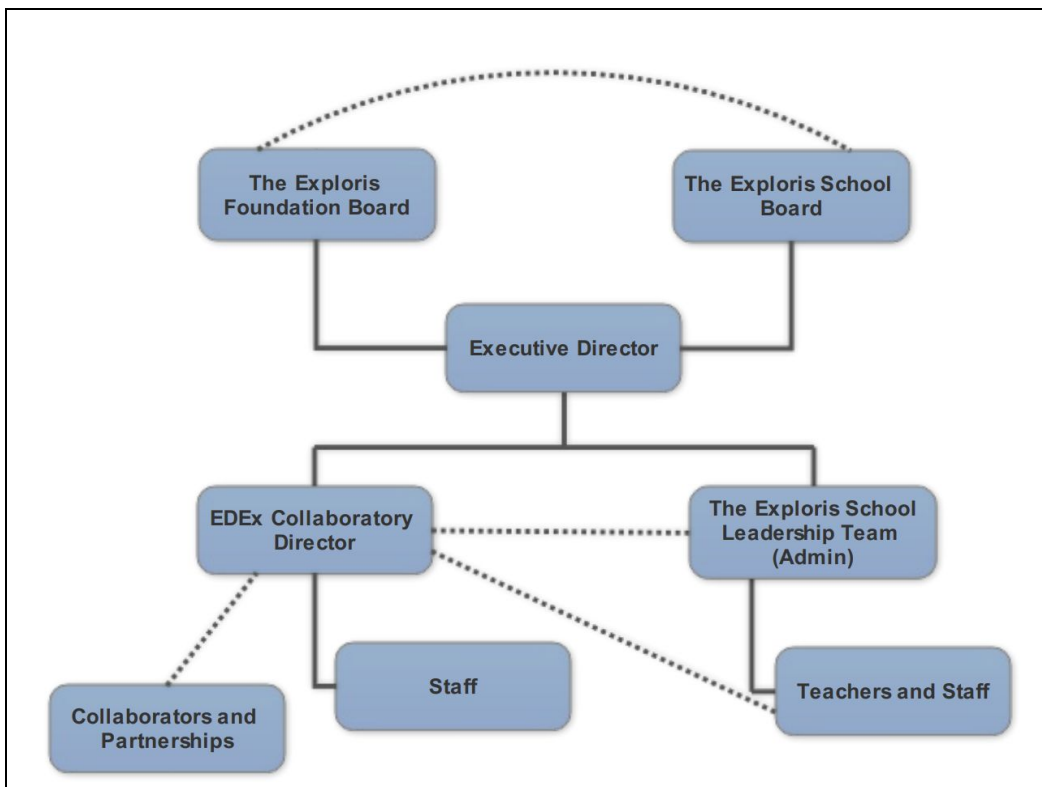 The Exploris
Foundation Board
The Exploris School
Board
Executive Director
EDEx Collaboratory
Director
The Exploris School
Leadership Team
(Admin)
Staff
Teachers and Staff
Collaborators and
Partnerships